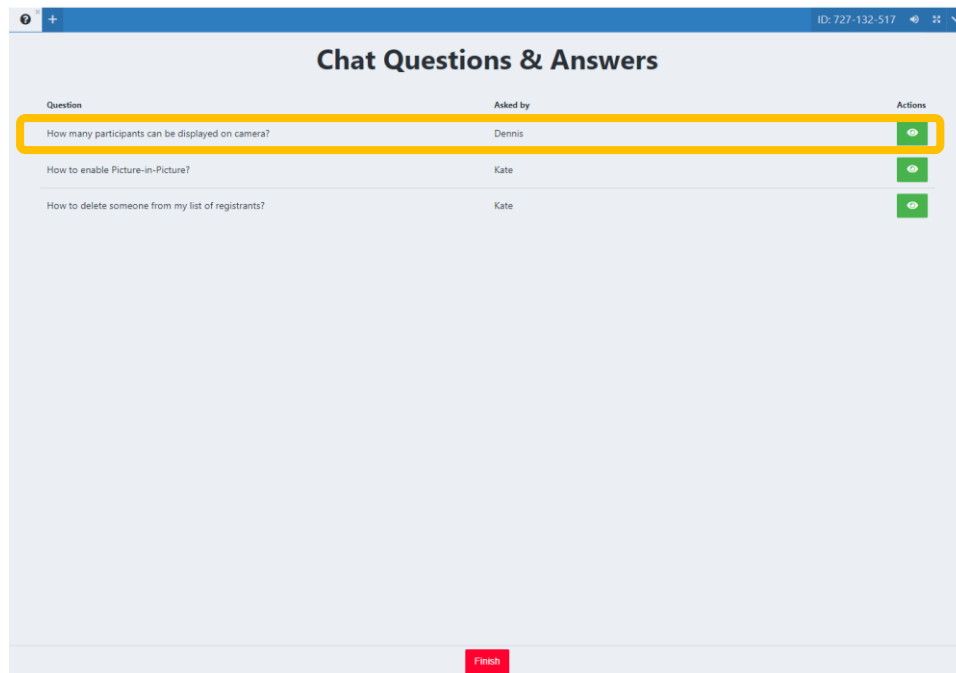 ID: 727-132-517
Chat Questions & Answers
Question Asked by Actions
How many participants can be displayed on camera? Dennis
How to enable Picture-in-Picture? Kate
How to delete someone from my list of registrants? Kate
Finish